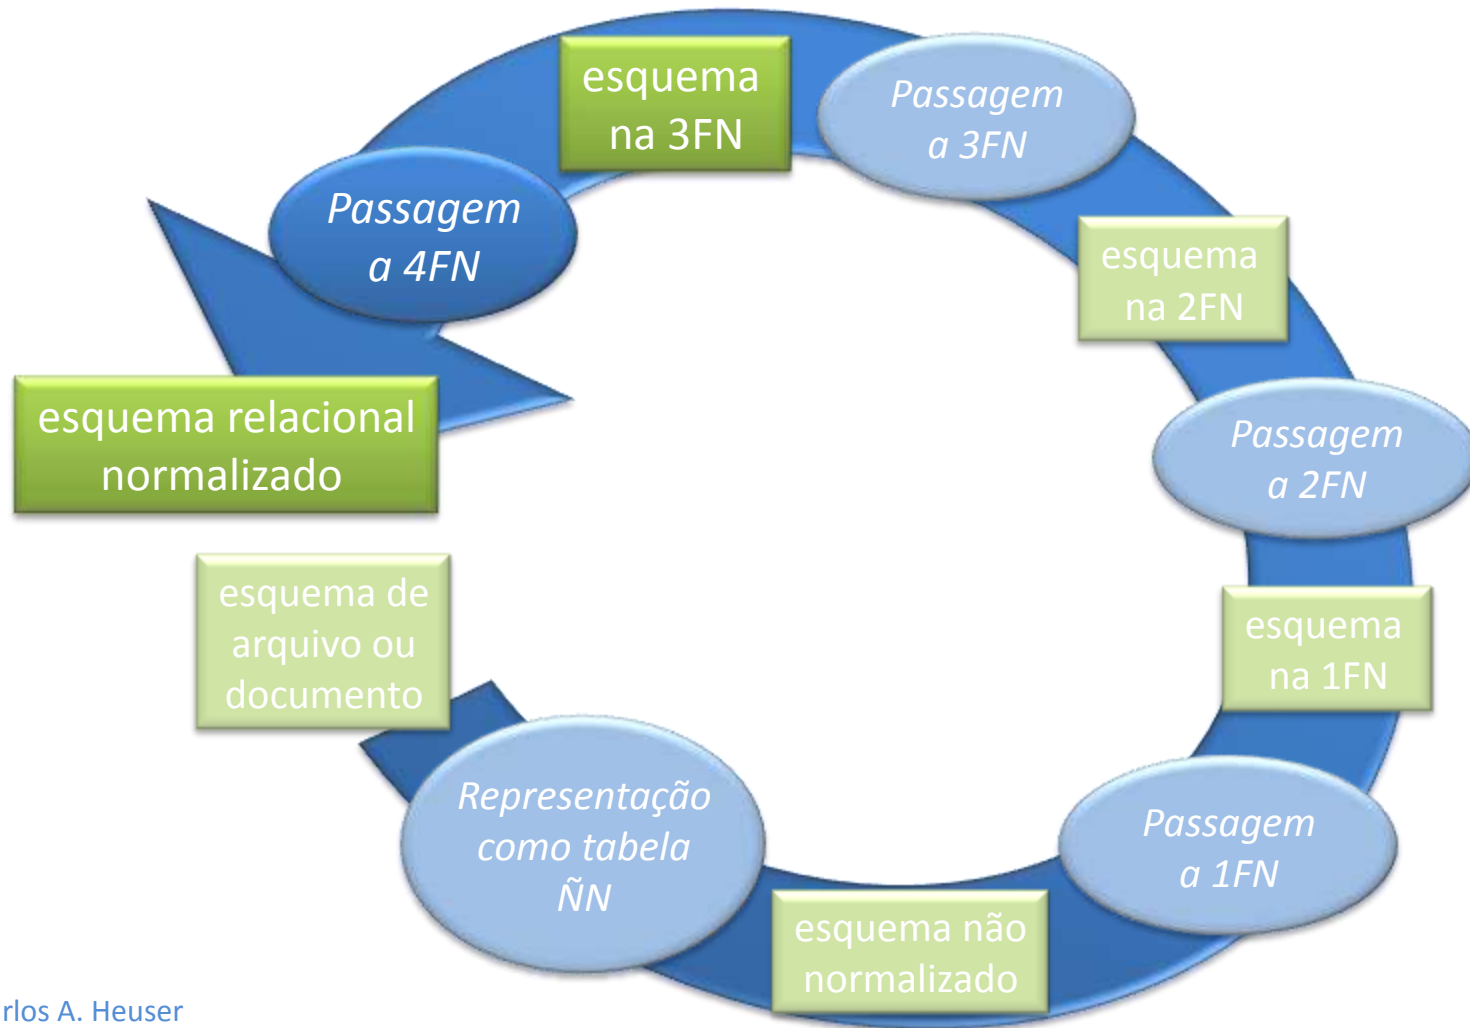 esquema
na 3FN
Passagem
a 3FN
Passagem
a 4FN
esquema
na 2FN
esquema relacional
normalizado
Passagem
a 2FN
esquema de
arquivo ou
documento
esquema
na 1FN
Representação
como tabela
ÑN
Passagem
a 1FN
esquema não
normalizado
rlos A. Heuser